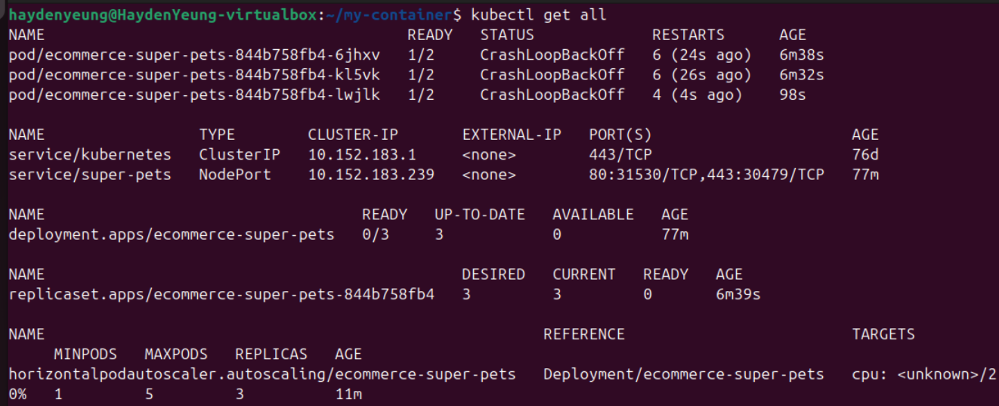 haydenyeung@HaydenYeung-virtualbox:~/my-container$ kubectl get all
NAME READY STATUS RESTARTS AGE
pod/ecommerce-super-pets-844b758fb4-6jhxv 1/2 CrashLoopBackOff 6 (24s ago) 6m38s
pod/ecommerce-super-pets-844b758fb4-kl5vk 1/2 CrashLoopBackOff 6 (26s ago) 6m32s
pod/ecommerce-super-pets-844b758fb4-lwjlk 1/2 CrashLoopBackOff 4 (4s ago) 98s
NAME TYPE CLUSTER-IP EXTERNAL-IP PORT(S) AGE
service/kubernetes ClusterIP 10.152.183.1 <none> 443/TCP 76d
service/super-pets NodePort 10.152.183.239 <none> 80:31530/TCP,443:30479/TCP 77m
NAME READY UP-TO-DATE AVAILABLE AGE
deployment.apps/ecommerce-super-pets 0/3 3 0 77m
NAME DESIRED CURRENT READY AGE
replicaset.apps/ecommerce-super-pets-844b758fb4 3 3 0 6m39s
NAME REFERENCE TARGETS
MINPODS MAXPODS REPLICAS AGE
horizontalpodautoscaler.autoscaling/ecommerce-super-pets Deployment/ecommerce-super-pets cpu: <unknown>/2
0% 1 5 3 11m